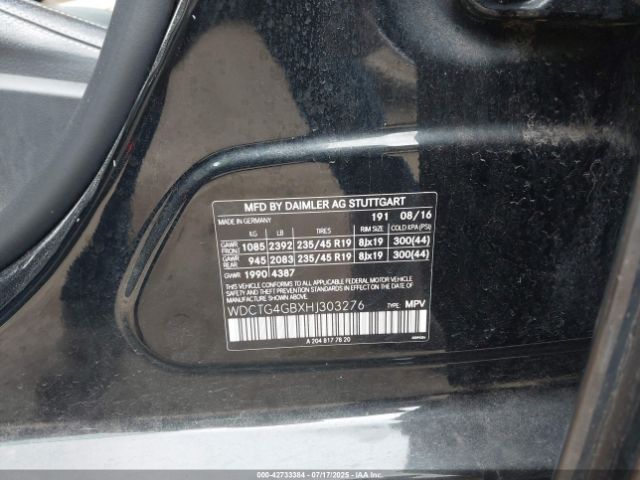 MFD BY DAIMLER AG STUTTGART
MADE IN GERMANY 191 08/16
KG LB TIRES RIM SIZE COLD KPA (PSI)
GAWR FRONT 1085 2392 235/45 R19 8Jx19 300(44)
GAWR REAR 945 2083 235/45 R19 8Jx19 300(44)
GVWR 1990 4387
THIS VEHICLE CONFORMS TO ALL APPLICABLE FEDERAL MOTOR VEHICLE
SAFETY, BUMPER, AND THEFT PREVENTION STANDARDS IN EFFECT ON THE
DATE OF MANUFACTURE SHOWN ABOVE.
WDCTG4GBXHJ303276 TYPE: MPV
A 204 817 78 20
000-42733384 | 07/17/2025 | IAAI.COM